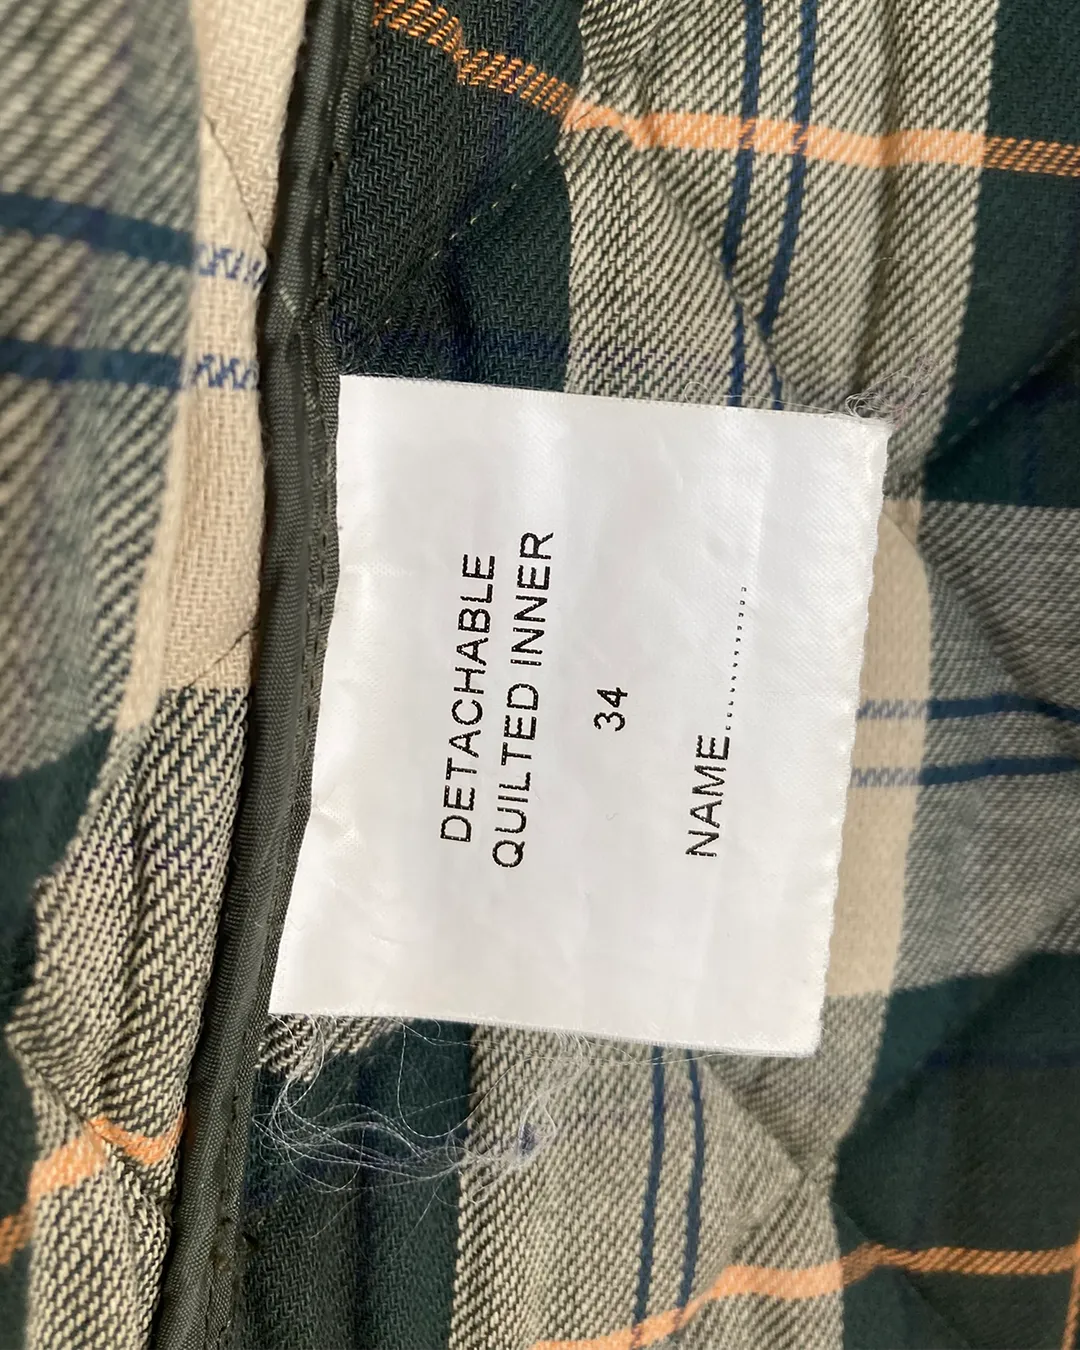 DETACHABLE
QUILTED INNER
34
NAME............